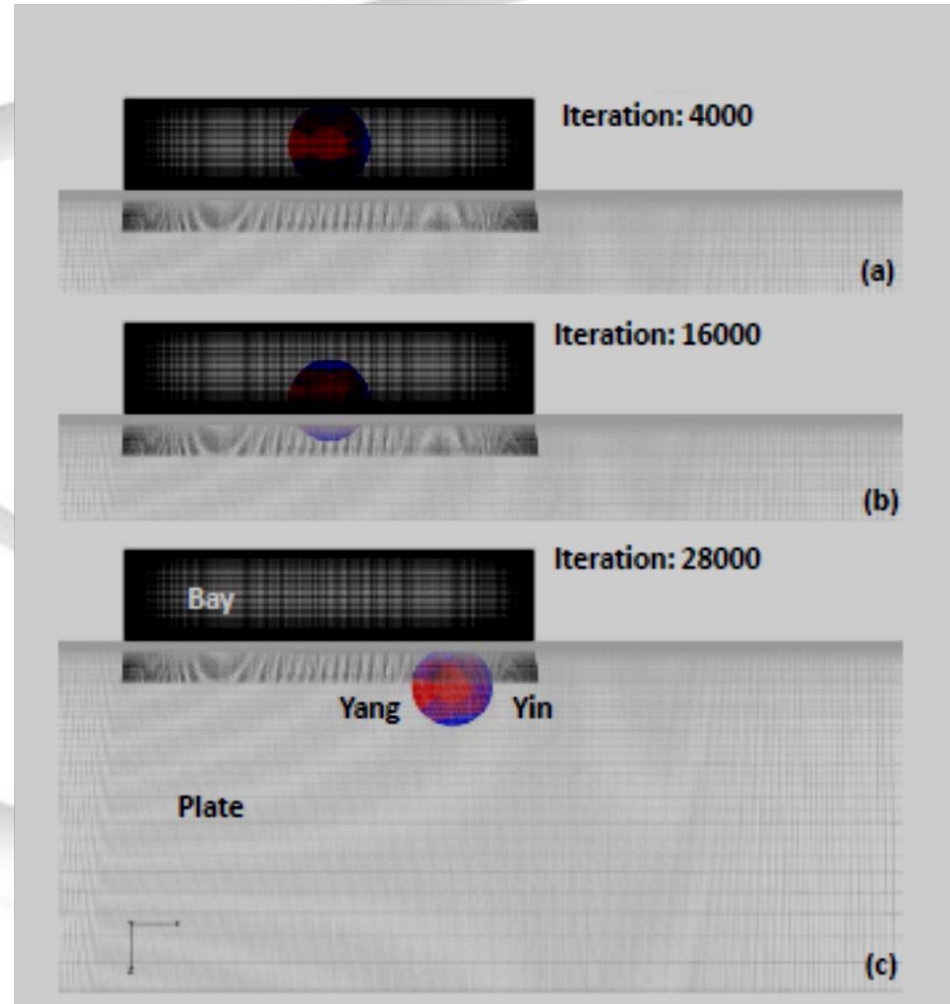 Iteration: 4000
(a)
Iteration: 16000
(b)
Iteration: 28000
Bay
Yang Yin
Plate
(c)